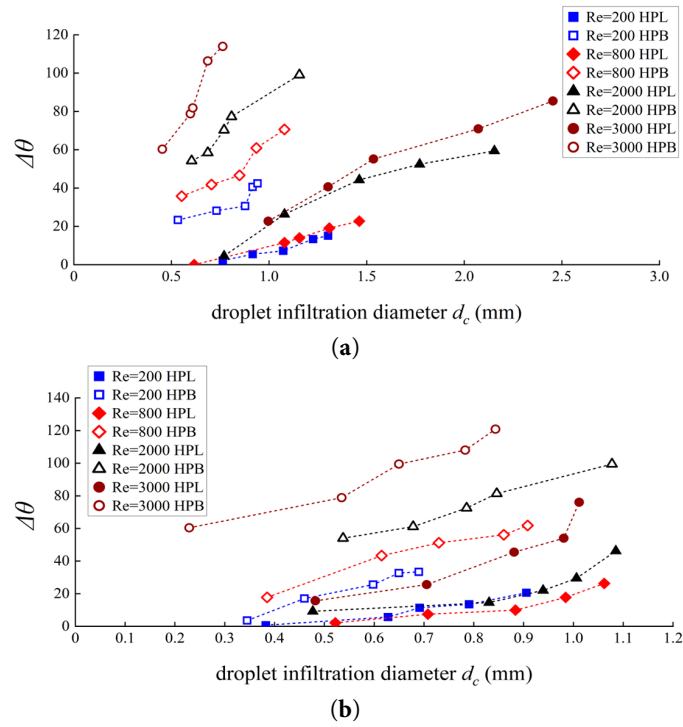 Re=200 HPL
Re=200 HPB
Re=800 HPL
Re=800 HPB
Re=2000 HPL
Re=2000 HPB
Re=3000 HPL
Re=3000 HPB
120
100
80
60
40
20
0
Δθ
0 0.5 1.0 1.5 2.0 2.5 3.0
droplet infiltration diameter d_c (mm)
(a)
Re=200 HPL
Re=200 HPB
Re=800 HPL
Re=800 HPB
Re=2000 HPL
Re=2000 HPB
Re=3000 HPL
Re=3000 HPB
140
120
100
80
60
40
20
0
Δθ
0 0.1 0.2 0.3 0.4 0.5 0.6 0.7 0.8 0.9 1.0 1.1 1.2
droplet infiltration diameter d_c (mm)
(b)